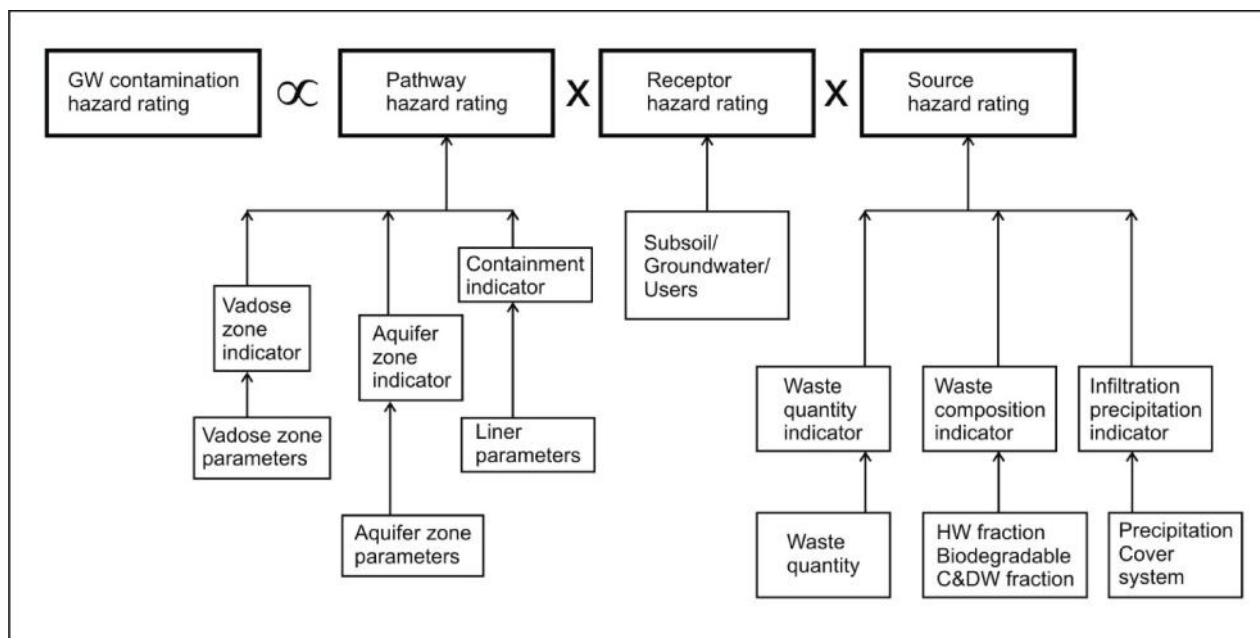 GW contamination
hazard rating
∝
Pathway
hazard rating
X
Receptor
hazard rating
X
Source
hazard rating
Vadose
zone
indicator
Aquifer
zone
indicator
Containment
indicator
Subsoil/
Groundwater/
Users
Waste
quantity
indicator
Waste
composition
indicator
Infiltration
precipitation
indicator
Vadose zone
parameters
Liner
parameters
Aquifer zone
parameters
Waste
quantity
HW fraction
Biodegradable
C&DW fraction
Precipitation
Cover
system